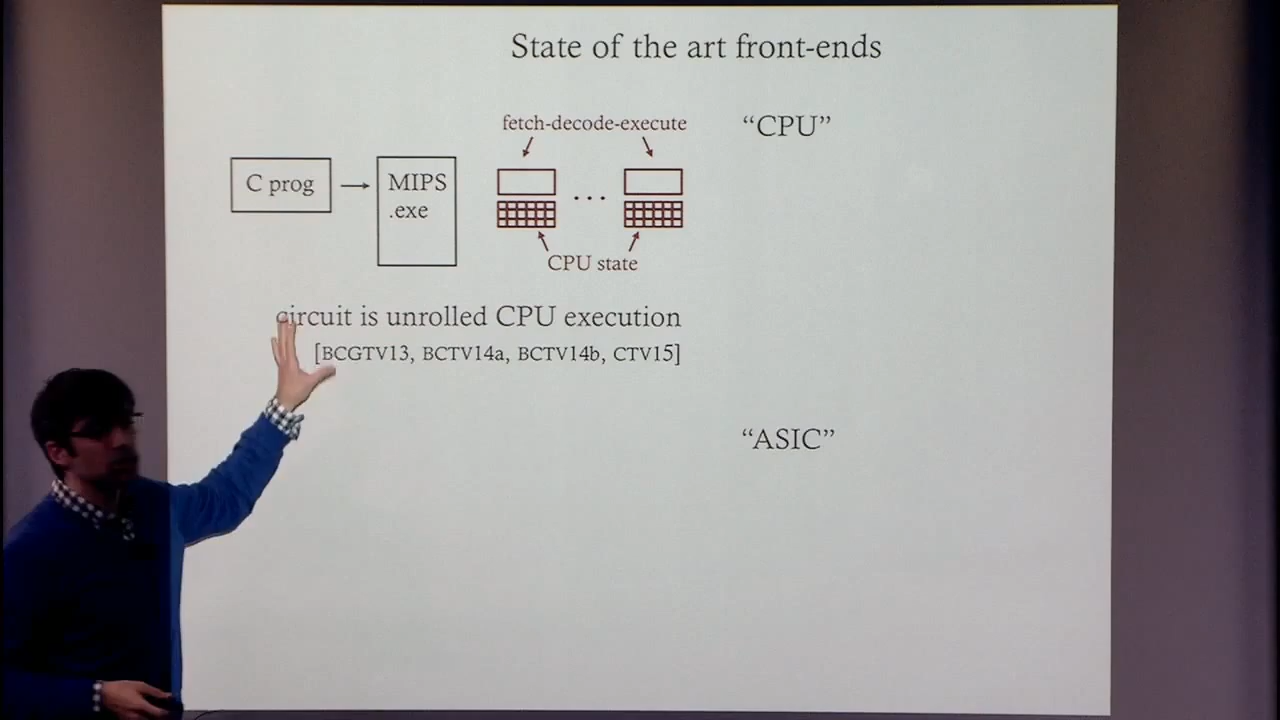 State of the art front-ends
fetch-decode-execute
“CPU”
C prog
MIPS
.exe
...
CPU state
circuit is unrolled CPU execution
[BCGTV13, BCTV14a, BCTV14b, CTV15]
“ASIC”